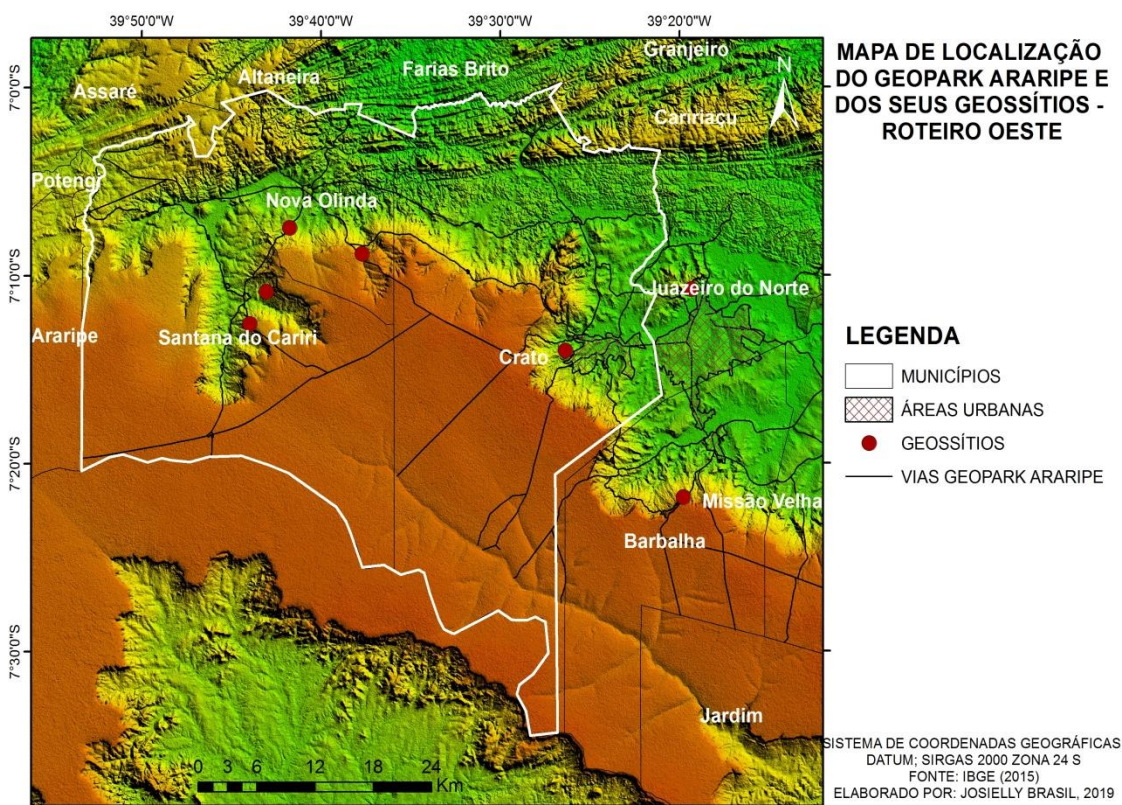 39°50'0"W 39°40'0"W 39°30'0"W 39°20'0"W
MAPA DE LOCALIZAÇÃO
DO GEOPARK ARARIPE E
DOS SEUS GEOSSÍTIOS -
ROTEIRO OESTE
7°0'0"S
7°10'0"S
7°20'0"S
7°30'0"S
Granjeiro
Farias Brito
Altaneira
Assaré
N
Caririaçu
Potengi
Nova Olinda
Juazeiro do Norte
Araripe
Santana do Cariri
Crato
Missão Velha
Barbalha
Jardim
0 3 6 12 18 24
Km
LEGENDA
MUNICÍPIOS
ÁREAS URBANAS
GEOSSÍTIOS
VIAS GEOPARK ARARIPE
SISTEMA DE COORDENADAS GEOGRÁFICAS
DATUM; SIRGAS 2000 ZONA 24 S
FONTE: IBGE (2015)
ELABORADO POR: JOSIELLY BRASIL, 2019